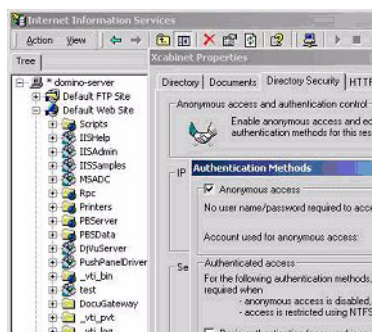 Internet Information Services
Action View
Tree
* domino-server
Default FTP Site
Default Web Site
Scripts
IISHelp
IISAdmin
IISSamples
MSADC
Rpc
Printers
PBServer
PBSData
DjVuServer
PushPanelDriver
_vti_bin
test
DocuGateway
_vti_pvt
_vti_log
Xcabinet Properties
Directory Documents Directory Security HTTP
Anonymous access and authentication control
Enable anonymous access and
authentication methods for this res
IP
Authentication Methods
Anonymous access
No user name/password required to acce
Account used for anonymous access:
Se
Authenticated access
For the following authentication methods,
required when
- anonymous access is disabled,
- access is restricted using NTFS